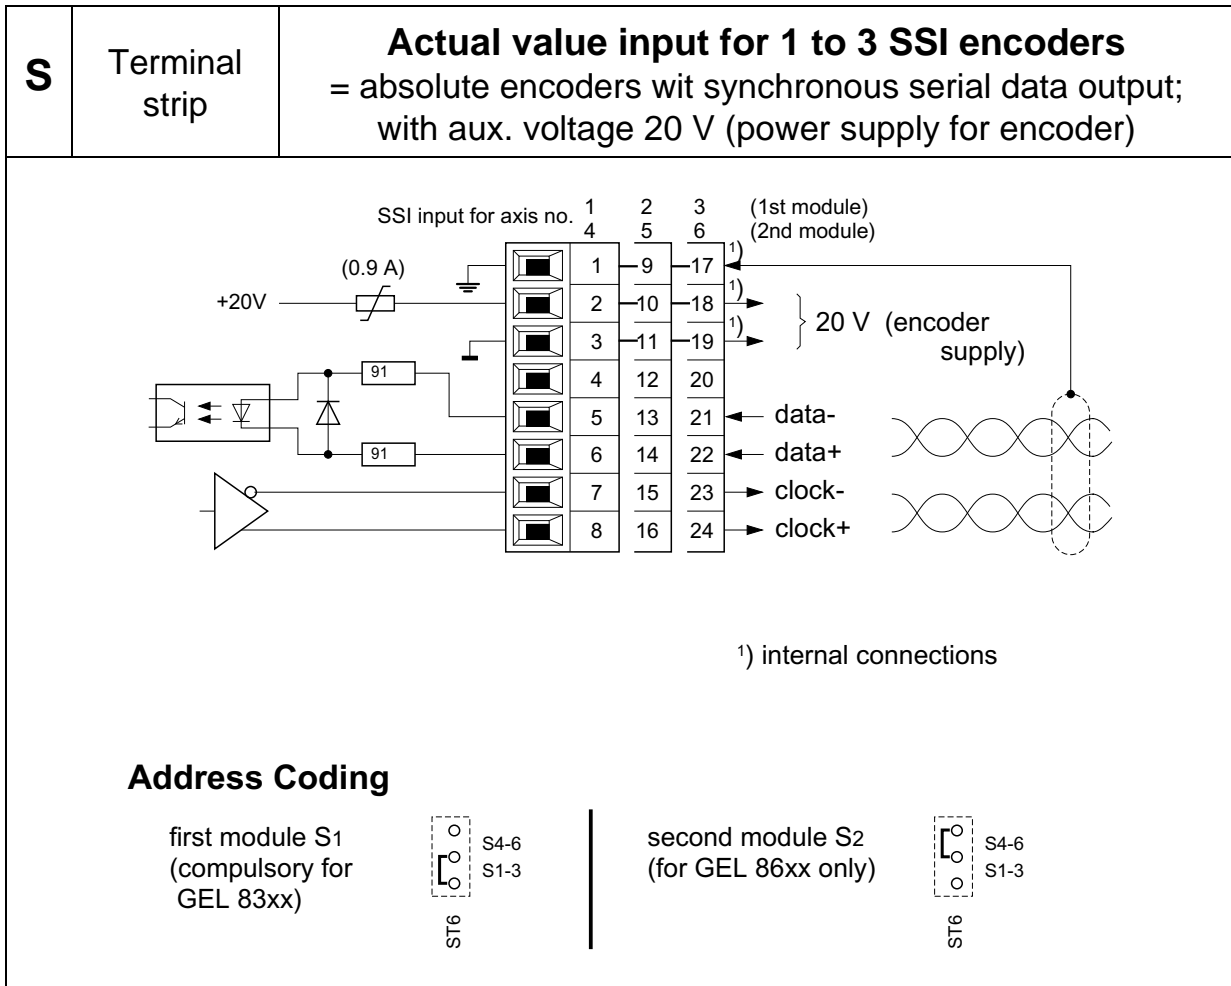 S
Terminal
strip
Actual value input for 1 to 3 SSI encoders
= absolute encoders wit synchronous serial data output;
with aux. voltage 20 V (power supply for encoder)
SSI input for axis no. 1 2 3 (1st module)
4 5 6 (2nd module)
1 9 17 1)
(0.9 A)
+20V 2 10 18 1)
20 V (encoder
supply)
3 11 19 1)
91 4 12 20
5 13 21 data-
91 6 14 22 data+
7 15 23 clock-
8 16 24 clock+
1) internal connections
Address Coding
first module S1
(compulsory for
GEL 83xx)
S4-6
S1-3
ST6
second module S2
(for GEL 86xx only)
S4-6
S1-3
ST6